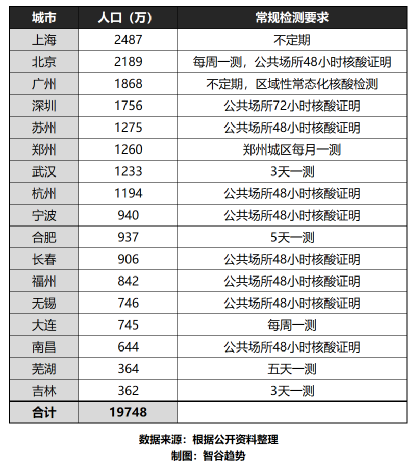 城市 人口（万） 常规检测要求
上海 2487 不定期
北京 2189 每周一测，公共场所48小时核酸证明
广州 1868 不定期，区域性常态化核酸检测
深圳 1756 公共场所72小时核酸证明
苏州 1275 公共场所48小时核酸证明
郑州 1260 郑州城区每月一测
武汉 1233 3天一测
杭州 1194 公共场所48小时核酸证明
宁波 940 公共场所48小时核酸证明
合肥 937 5天一测
长春 906 公共场所48小时核酸证明
福州 842 公共场所48小时核酸证明
无锡 746 公共场所48小时核酸证明
大连 745 每周一测
南昌 644 公共场所48小时核酸证明
芜湖 364 五天一测
吉林 362 3天一测
合计 19748
数据来源：根据公开资料整理
制图：智谷趋势